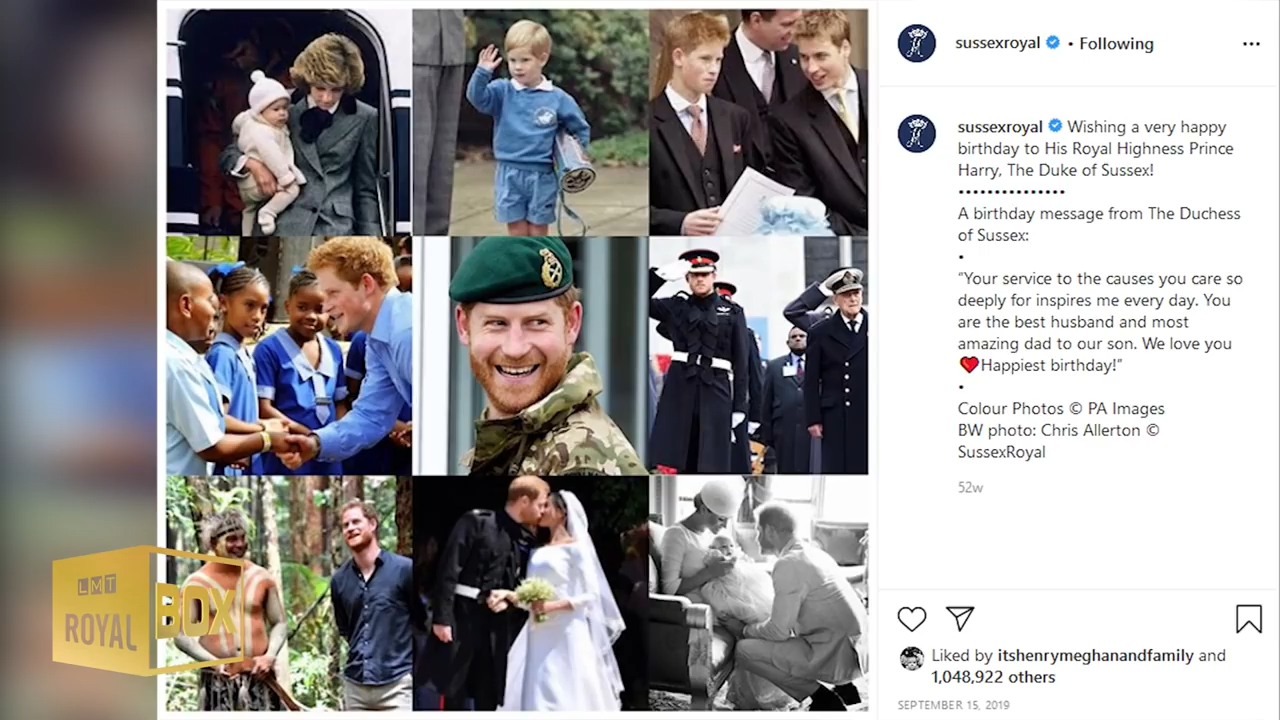 sussexroyal • Following
sussexroyal Wishing a very happy
birthday to His Royal Highness Prince
Harry, The Duke of Sussex!
•••••••••••••••
A birthday message from The Duchess
of Sussex:
•
“Your service to the causes you care so
deeply for inspires me every day. You
are the best husband and most
amazing dad to our son. We love you
❤️Happiest birthday!”
•
Colour Photos © PA Images
BW photo: Chris Allerton ©
SussexRoyal
52w
Liked by itshenrymeghanandfamily and
1,048,922 others
SEPTEMBER 15, 2019
LMT
ROYAL BOX